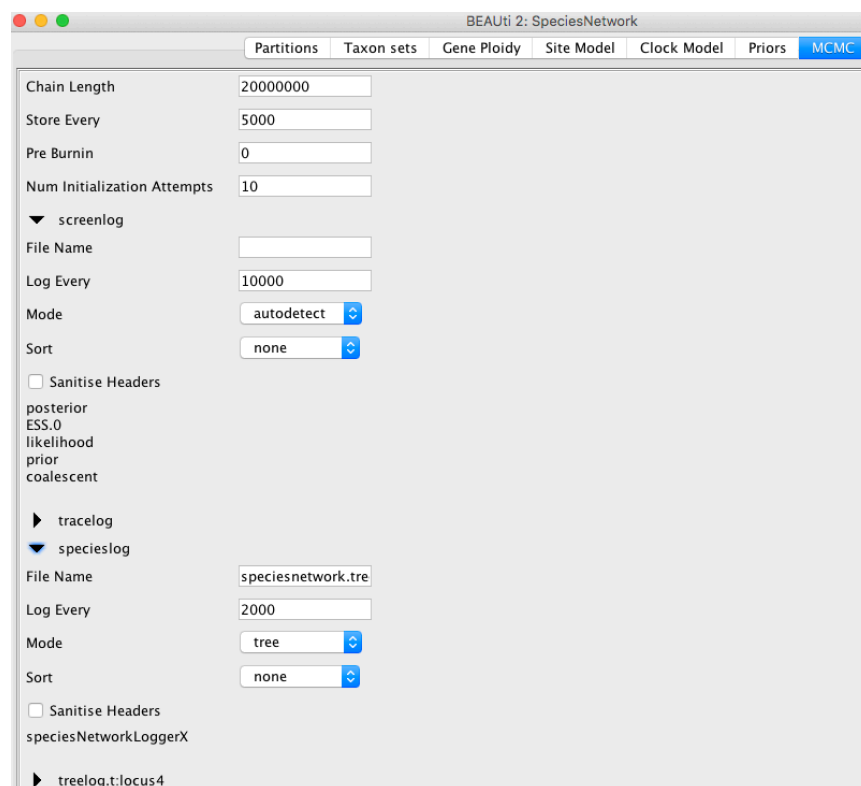 BEAUti 2: SpeciesNetwork
Partitions Taxon sets Gene Ploidy Site Model Clock Model Priors MCMC
Chain Length 20000000
Store Every 5000
Pre Burnin 0
Num Initialization Attempts 10
screenlog
File Name
Log Every 10000
Mode autodetect
Sort none
Sanitise Headers
posterior
ESS.0
likelihood
prior
coalescent
tracelog
specieslog
File Name speciesnetwork.tre
Log Every 2000
Mode tree
Sort none
Sanitise Headers
speciesNetworkLoggerX
treelog.t:locus4